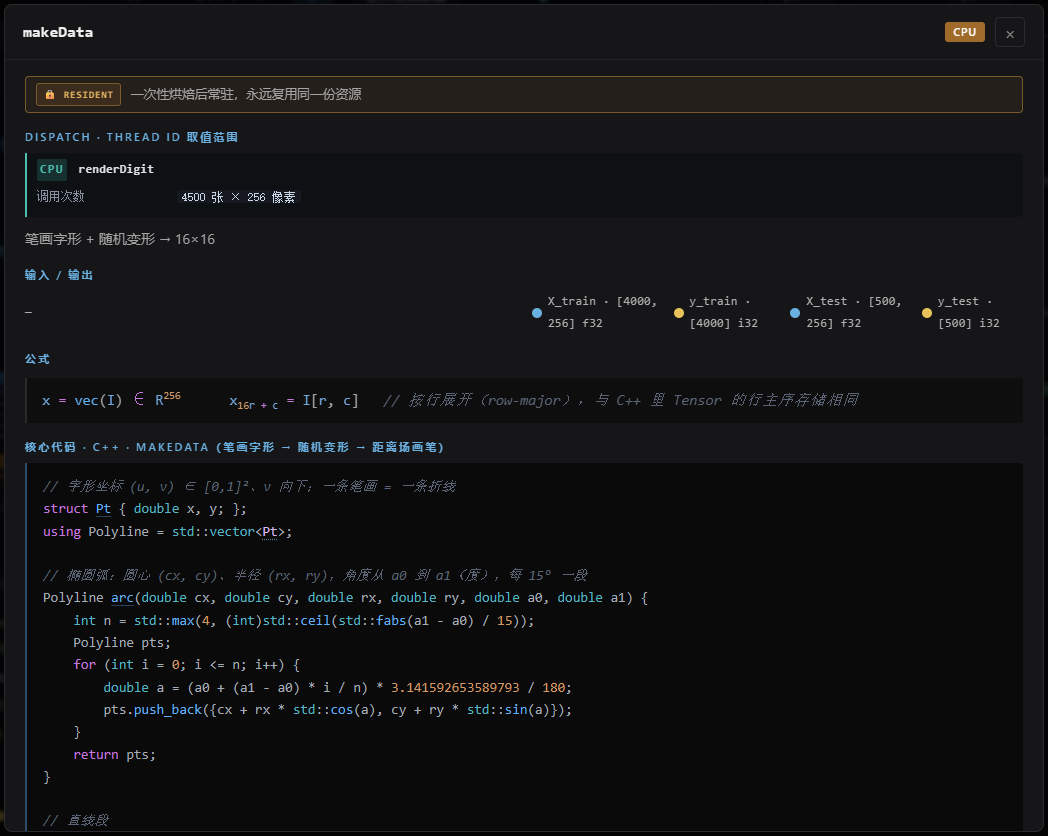 makeData
CPU
×
RESIDENT 一次性烘焙后常驻，永远复用同一份资源
DISPATCH · THREAD ID 取值范围
CPU renderDigit
调用次数 4500 张 × 256 像素
笔画字形 + 随机变形 → 16×16
输入 / 输出
—
X_train · [4000, 256] f32
y_train · [4000] i32
X_test · [500, 256] f32
y_test · [500] i32
公式
x = vec(I) ∈ R²⁵⁶ x₁₆ᵣ ₊ c = I[r, c] // 按行展开（row-major），与 C++ 里 Tensor 的行主序存储相同
核心代码 · C++ · MAKEDATA (笔画字形 → 随机变形 → 距离场画笔)
// 字形坐标 (u, v) ∈ [0,1]²、v 向下；一条笔画 = 一条折线
struct Pt { double x, y; };
using Polyline = std::vector<Pt>;
// 椭圆弧：圆心 (cx, cy)、半径 (rx, ry)，角度从 a0 到 a1（度），每 15° 一段
Polyline arc(double cx, double cy, double rx, double ry, double a0, double a1) {
    int n = std::max(4, (int)std::ceil(std::fabs(a1 - a0) / 15));
    Polyline pts;
    for (int i = 0; i <= n; i++) {
        double a = (a0 + (a1 - a0) * i / n) * 3.141592653589793 / 180;
        pts.push_back({cx + rx * std::cos(a), cy + ry * std::sin(a)});
    }
    return pts;
}
// 直线段